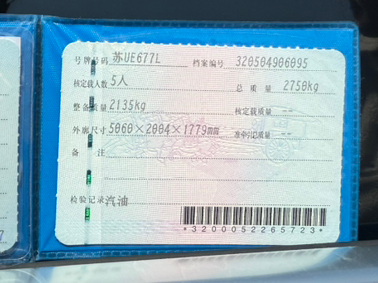 号牌号码 苏UE677L 档案编号 320504906095
核定载人数 5人 总质量 2750kg
整备质量 2135kg 核定载质量 --
外廓尺寸 5060×2004×1779mm 准牵引总质量 --
备注
检验记录 汽油
*3200052265723*